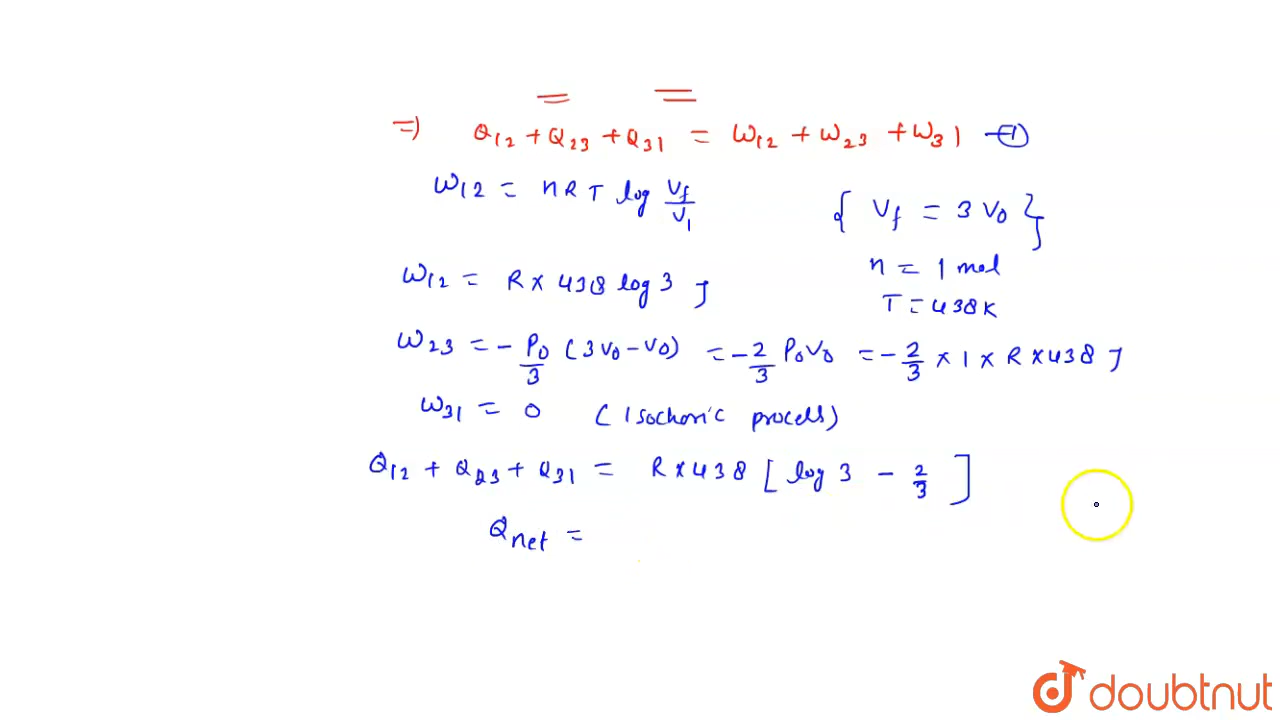 => Q12 + Q23 + Q31 = W12 + W23 + W31 -①
W12 = nRT log Vf/V1 { Vf = 3V0 }
n = 1 mol
W12 = R × 438 log 3 J
T = 438 K
W23 = - P0/3 (3V0 - V0) = - 2/3 P0V0 = - 2/3 × 1 × R × 438 J
W31 = 0 (Isochoric process)
Q12 + Q23 + Q31 = R × 438 [ log 3 - 2/3 ]
Qnet =
doubtnut